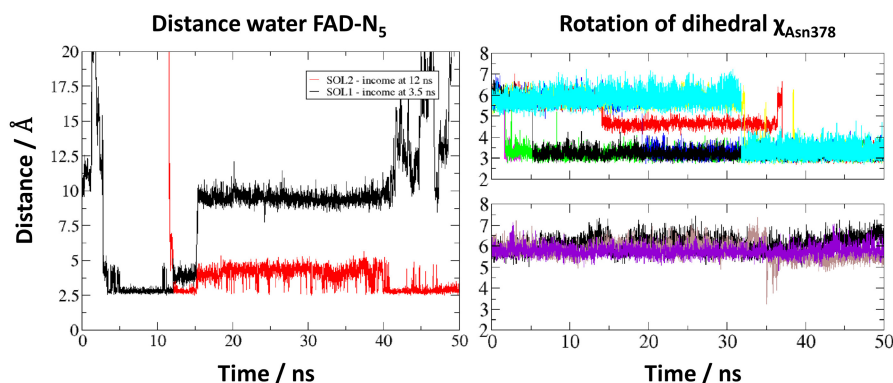 Distance water FAD-N5
Rotation of dihedral χAsn378
Distance / Å
20
17.5
15
12.5
10
7.5
5
2.5
0
SOL2 - income at 12 ns
SOL1 - income at 3.5 ns
0 10 20 30 40 50
Time / ns
8
7
6
5
4
3
2
8
7
6
5
4
3
2
0 10 20 30 40 50
Time / ns